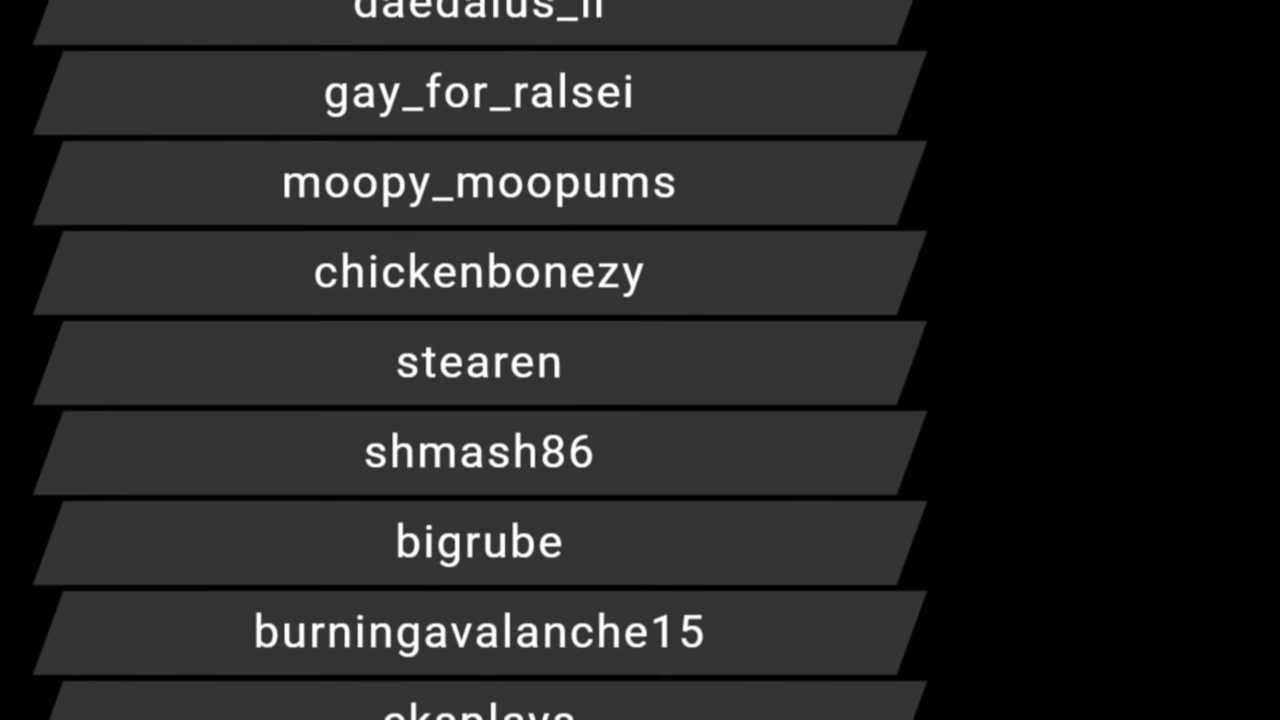 gay_for_ralsei
moopy_moopums
chickenbonezy
stearen
shmash86
bigrube
burningavalanche15